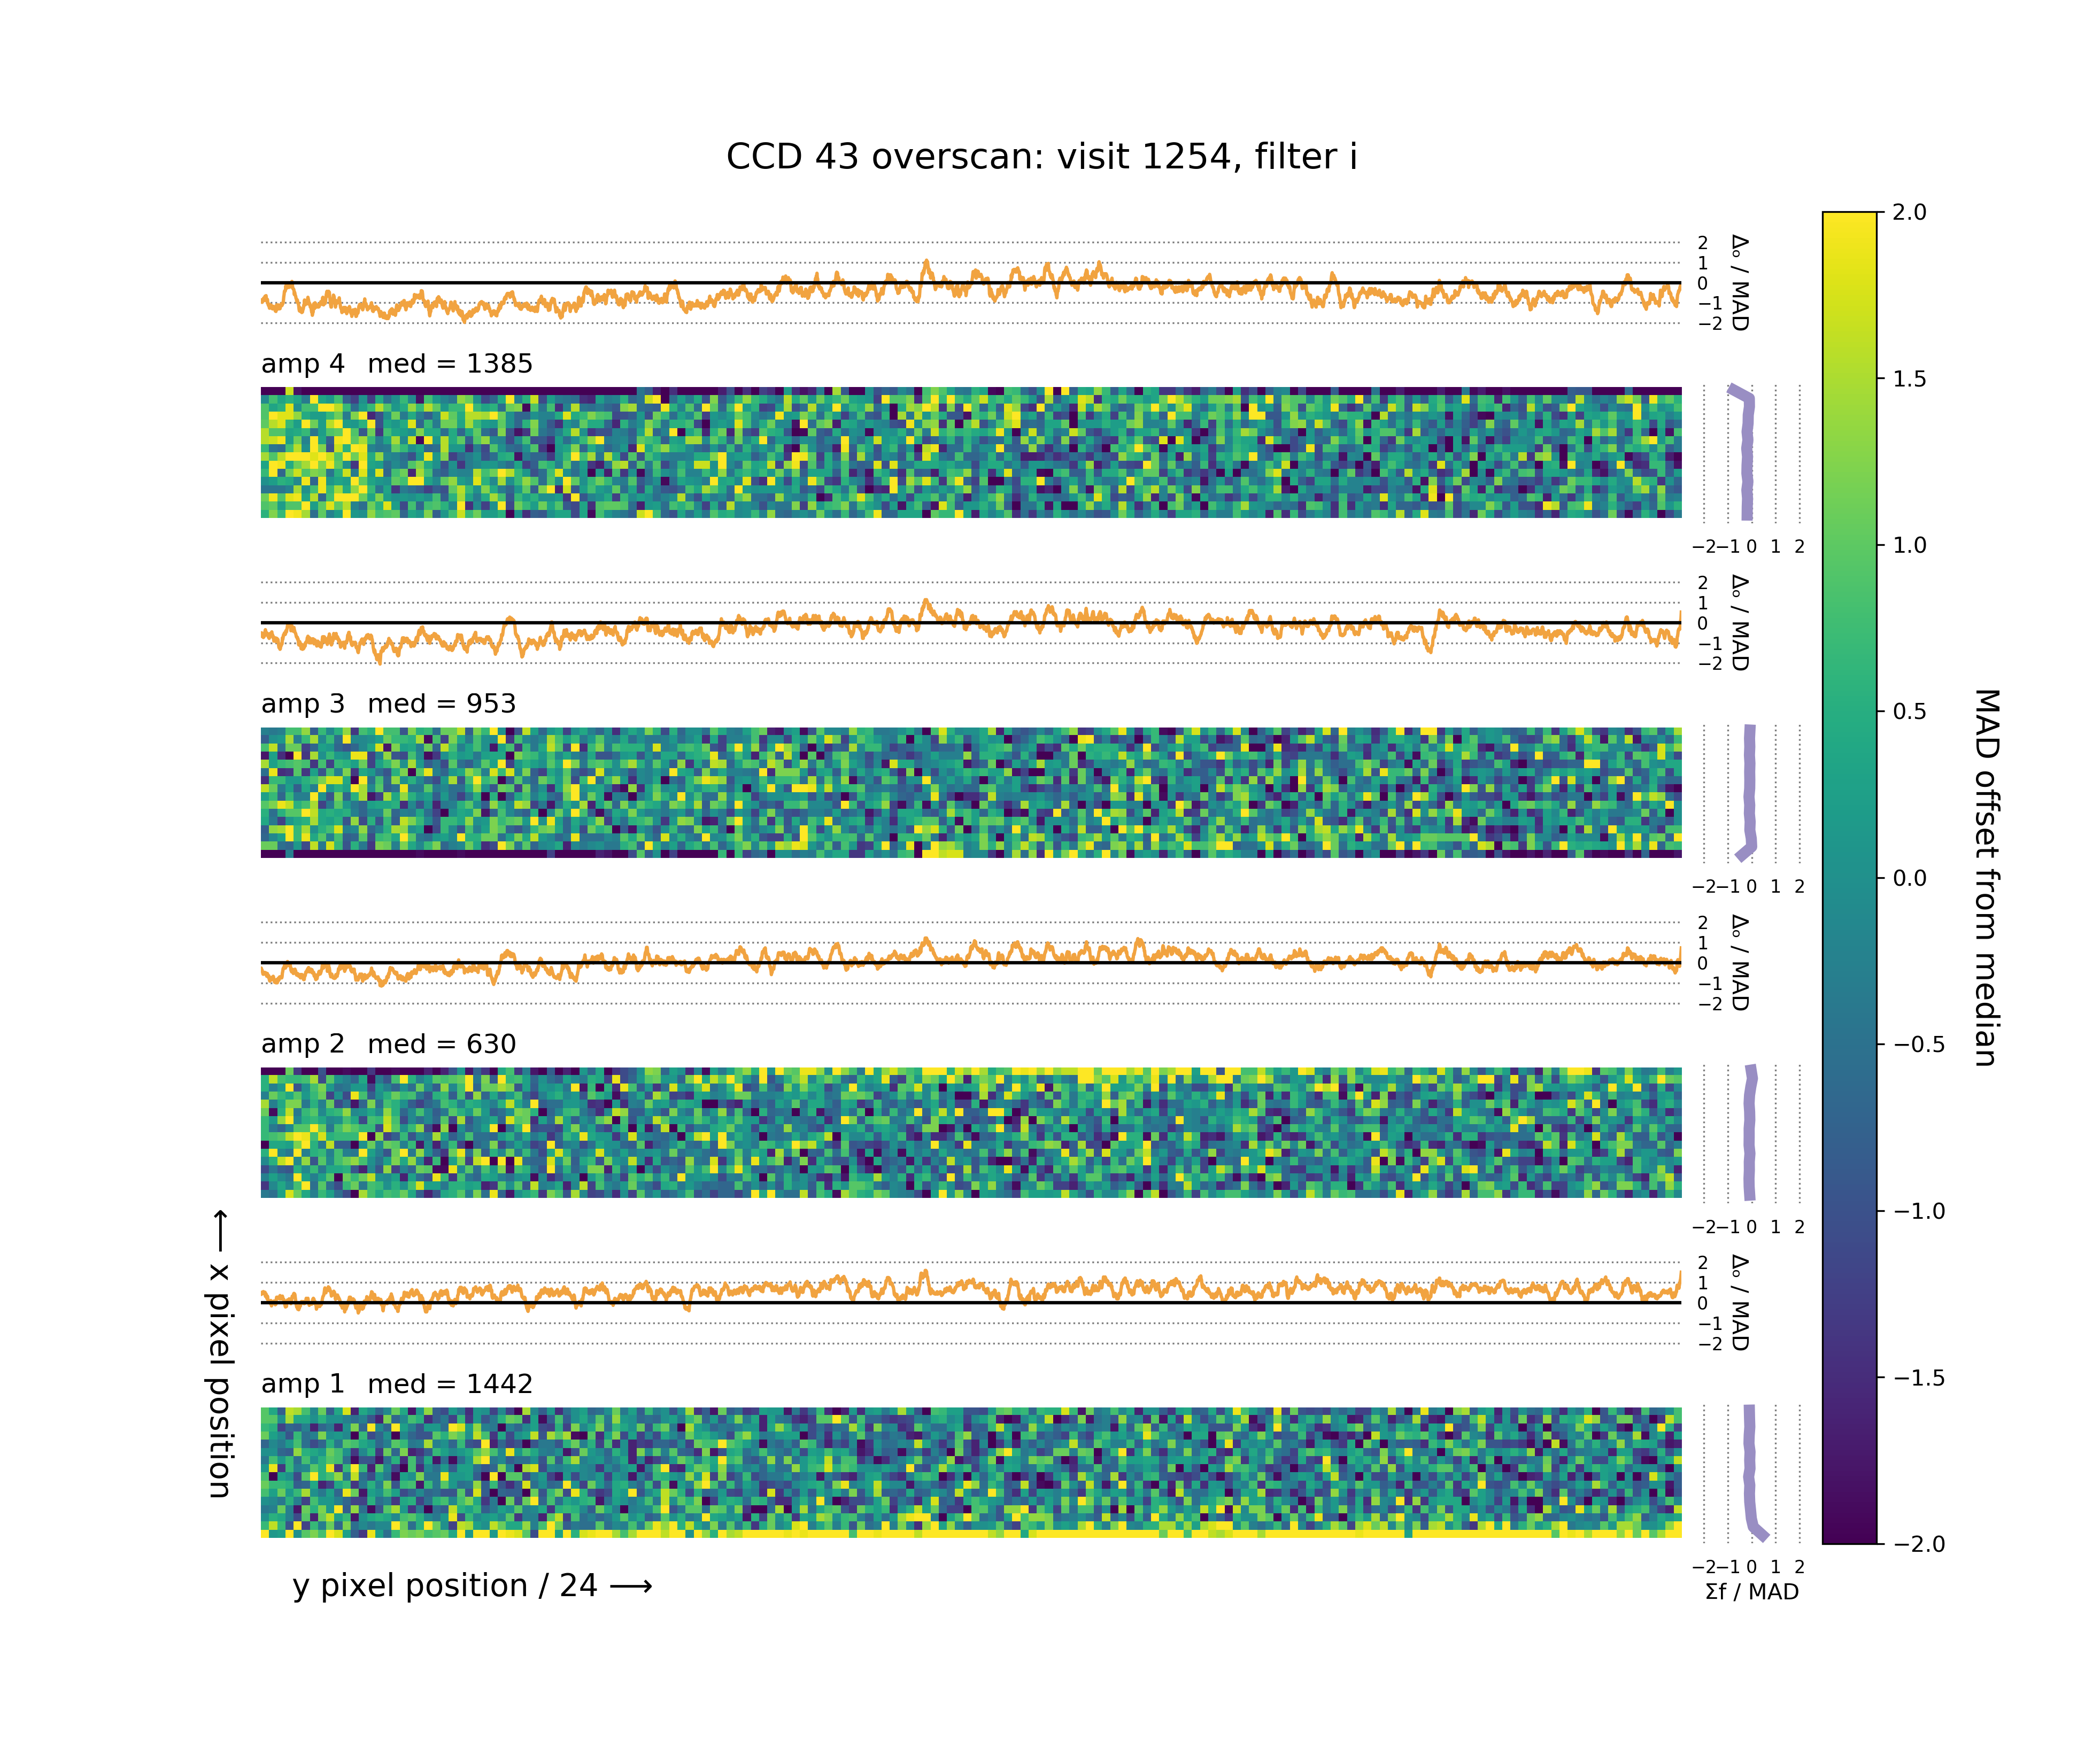 CCD 43 overscan: visit 1254, filter i
2
1
0
−1
−2
Δₒ / MAD
amp 4 med = 1385
−2 −1 0 1 2
2
1
0
−1
−2
Δₒ / MAD
amp 3 med = 953
−2 −1 0 1 2
2
1
0
−1
−2
Δₒ / MAD
amp 2 med = 630
−2 −1 0 1 2
2
1
0
−1
−2
Δₒ / MAD
amp 1 med = 1442
−2 −1 0 1 2
Σf / MAD
⟵ x pixel position
y pixel position / 24 ⟶
2.0
1.5
1.0
0.5
0.0
−0.5
−1.0
−1.5
−2.0
MAD offset from median